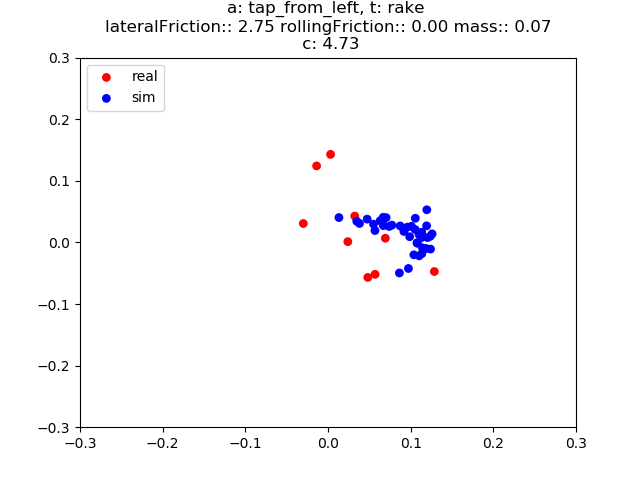 a: tap_from_left, t: rake
lateralFriction:: 2.75 rollingFriction:: 0.00 mass:: 0.07
c: 4.73
real
sim
0.3
0.2
0.1
0.0
−0.1
−0.2
−0.3
−0.3
−0.2
−0.1
0.0
0.1
0.2
0.3